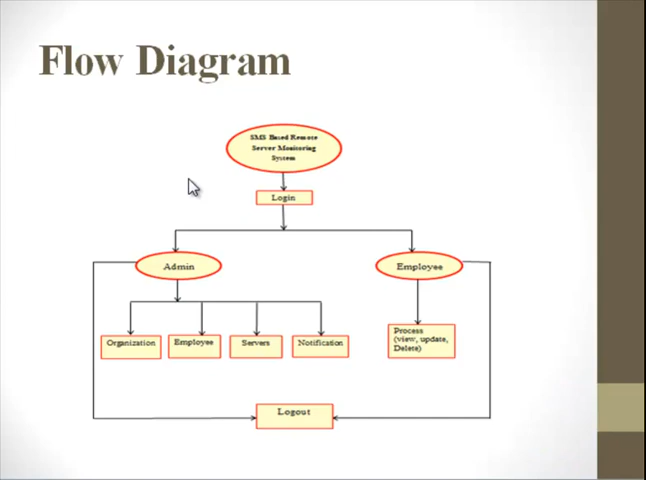 Flow Diagram
SMS Based Remote
Server Monitoring
System
Login
Admin
Employee
Organization
Employee
Servers
Notification
Process
(view, update,
Delete)
Logout